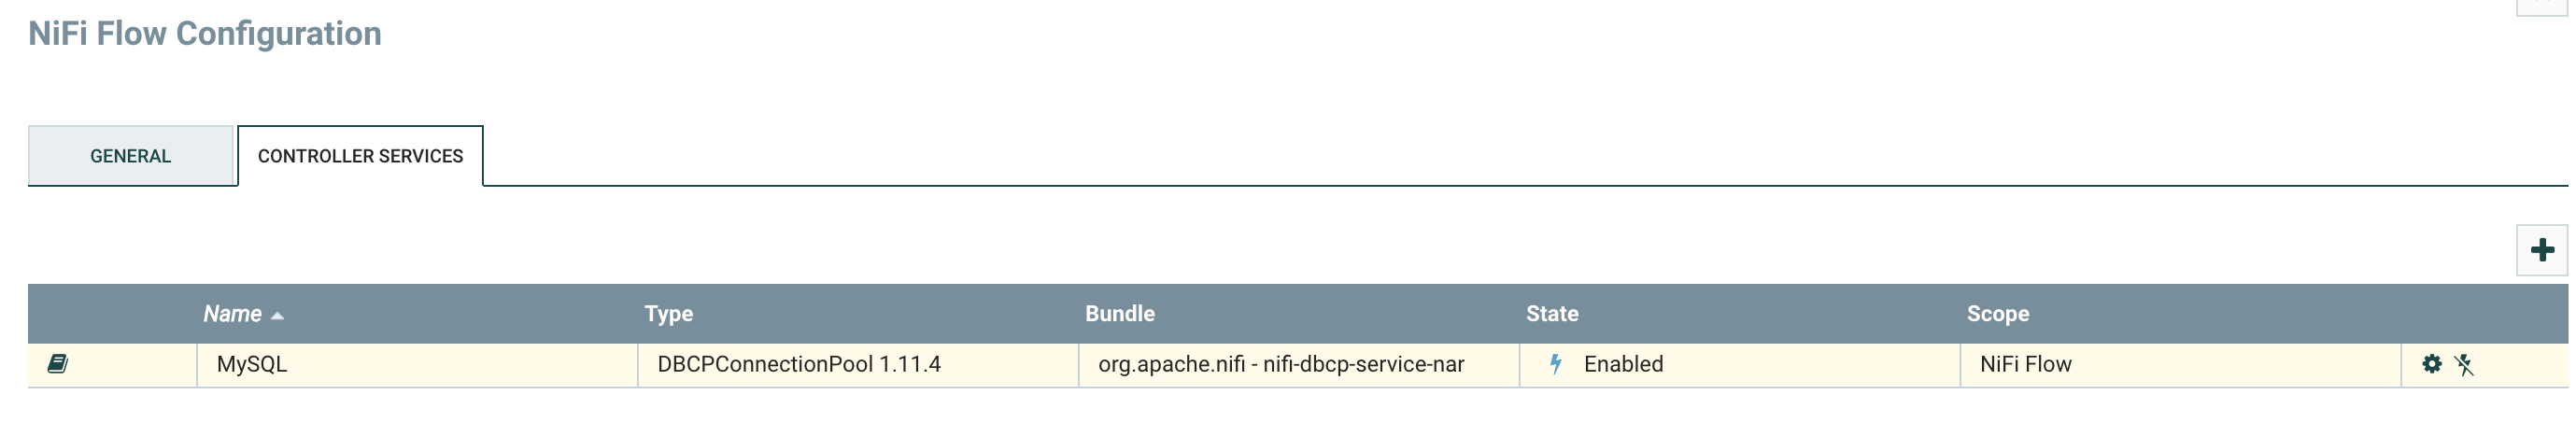 NiFi Flow Configuration
GENERAL CONTROLLER SERVICES
Name Type Bundle State Scope
MySQL DBCPConnectionPool 1.11.4 org.apache.nifi - nifi-dbcp-service-nar Enabled NiFi Flow